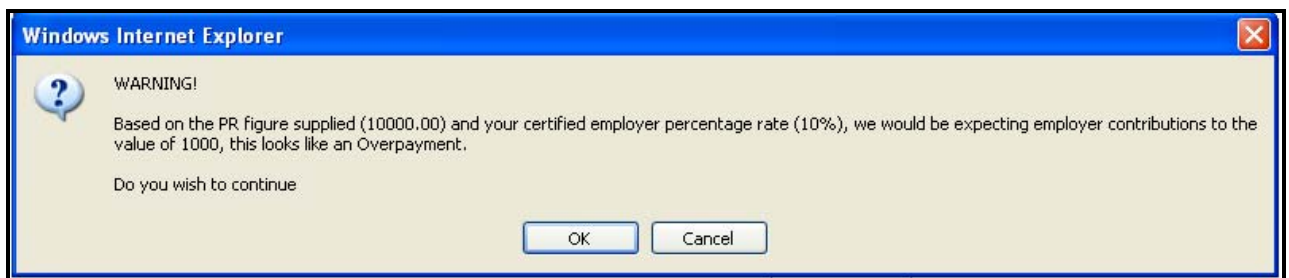 Windows Internet Explorer
WARNING!
Based on the PR figure supplied (10000.00) and your certified employer percentage rate (10%), we would be expecting employer contributions to the
value of 1000, this looks like an Overpayment.
Do you wish to continue
OK
Cancel